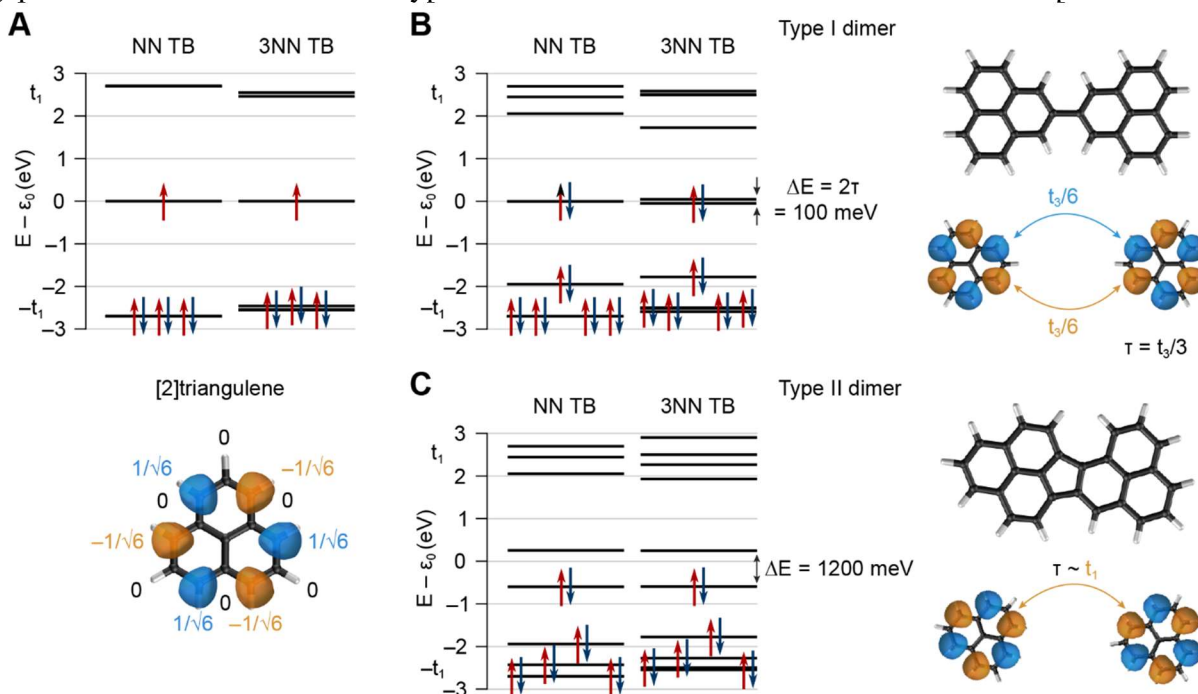 A
NN TB
3NN TB
3
t₁
2
1
0
−1
−2
−t₁
−3
E − ε₀ (eV)
[2]triangulene
0
1/√6
−1/√6
0
0
−1/√6
1/√6
0
0
0
1/√6
−1/√6
B
NN TB
3NN TB
Type I dimer
3
t₁
2
1
0
−1
−2
−t₁
−3
E − ε₀ (eV)
ΔE = 2τ
= 100 meV
t₃/6
t₃/6
τ = t₃/3
C
NN TB
3NN TB
Type II dimer
3
t₁
2
1
0
−1
−2
−t₁
−3
E − ε₀ (eV)
ΔE = 1200 meV
τ ~ t₁